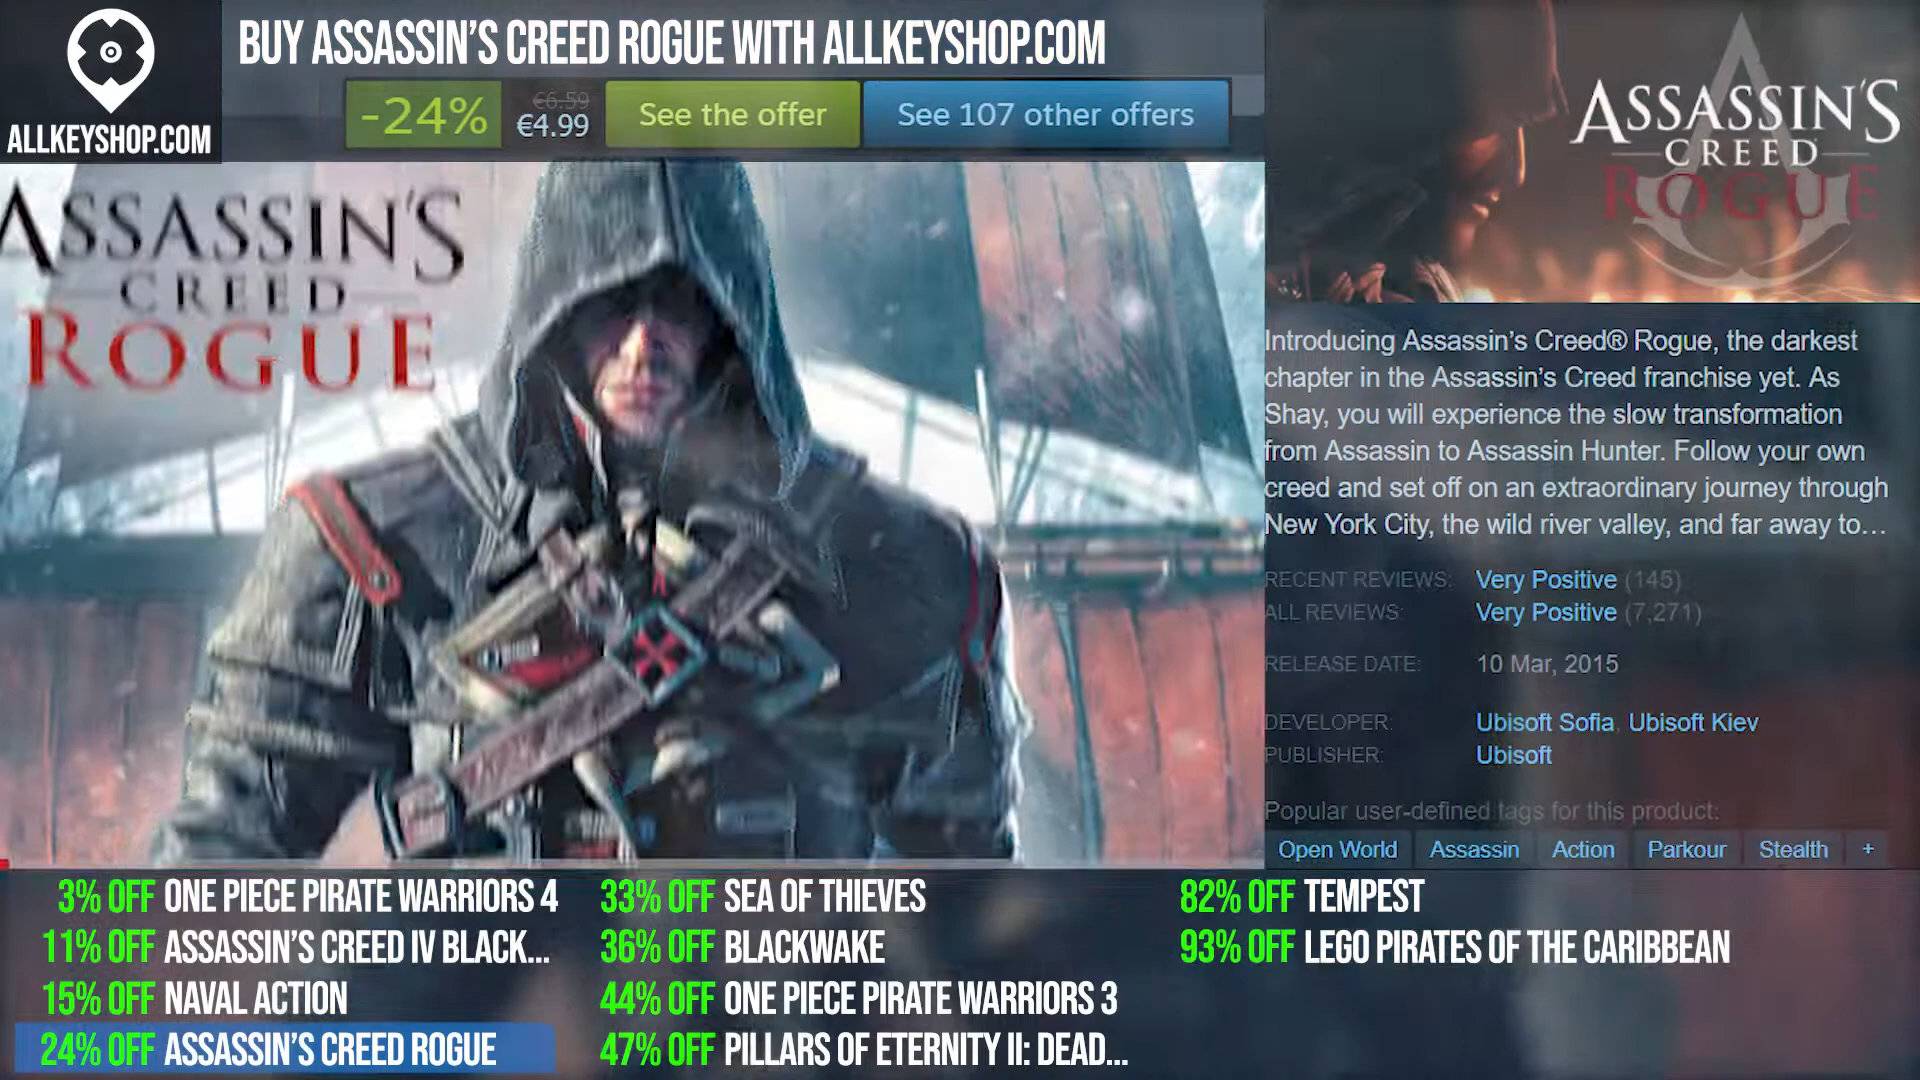 ALLKEYSHOP.COM
BUY ASSASSIN'S CREED ROGUE WITH ALLKEYSHOP.COM
-24%
€6.59
€4.99
See the offer
See 107 other offers
ASSASSIN'S
CREED
ROGUE
ASSASSIN'S
CREED
ROGUE
Introducing Assassin's Creed® Rogue, the darkest
chapter in the Assassin's Creed franchise yet. As
Shay, you will experience the slow transformation
from Assassin to Assassin Hunter. Follow your own
creed and set off on an extraordinary journey through
New York City, the wild river valley, and far away to…
RECENT REVIEWS: Very Positive (145)
ALL REVIEWS: Very Positive (7,271)
RELEASE DATE: 10 Mar, 2015
DEVELOPER: Ubisoft Sofia, Ubisoft Kiev
PUBLISHER: Ubisoft
Popular user-defined tags for this product:
Open World Assassin Action Parkour Stealth +
3% OFF ONE PIECE PIRATE WARRIORS 4
11% OFF ASSASSIN'S CREED IV BLACK...
15% OFF NAVAL ACTION
24% OFF ASSASSIN'S CREED ROGUE
33% OFF SEA OF THIEVES
36% OFF BLACKWAKE
44% OFF ONE PIECE PIRATE WARRIORS 3
47% OFF PILLARS OF ETERNITY II: DEAD...
82% OFF TEMPEST
93% OFF LEGO PIRATES OF THE CARIBBEAN